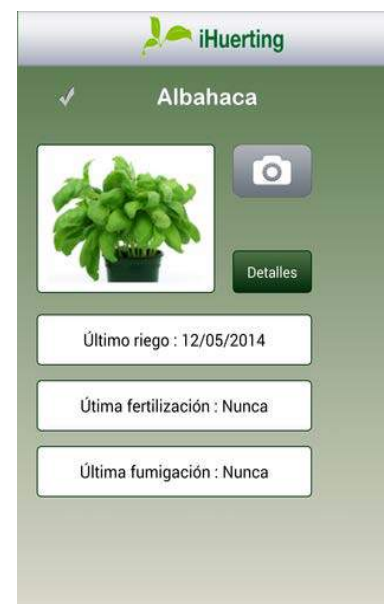 iHuerting
Albahaca
Detalles
Último riego : 12/05/2014
Útima fertilización : Nunca
Última fumigación : Nunca